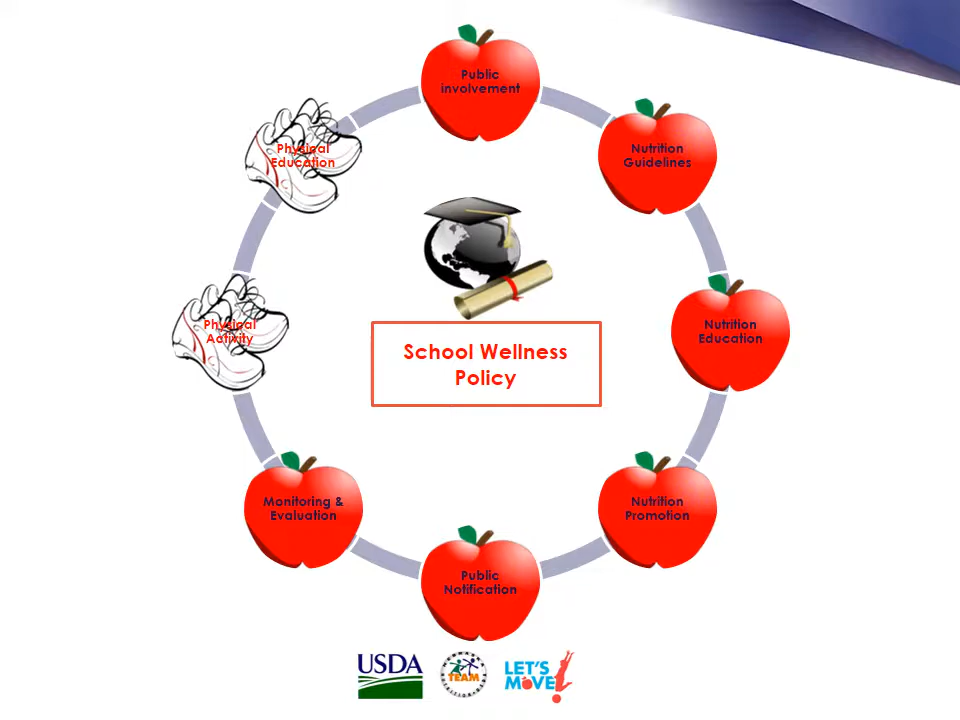 Public
involvement
Physical
Education
Nutrition
Guidelines
Physical
Activity
Nutrition
Education
School Wellness
Policy
Monitoring &
Evaluation
Nutrition
Promotion
Public
Notification
USDA
TEAM
LET'S
MOVE!